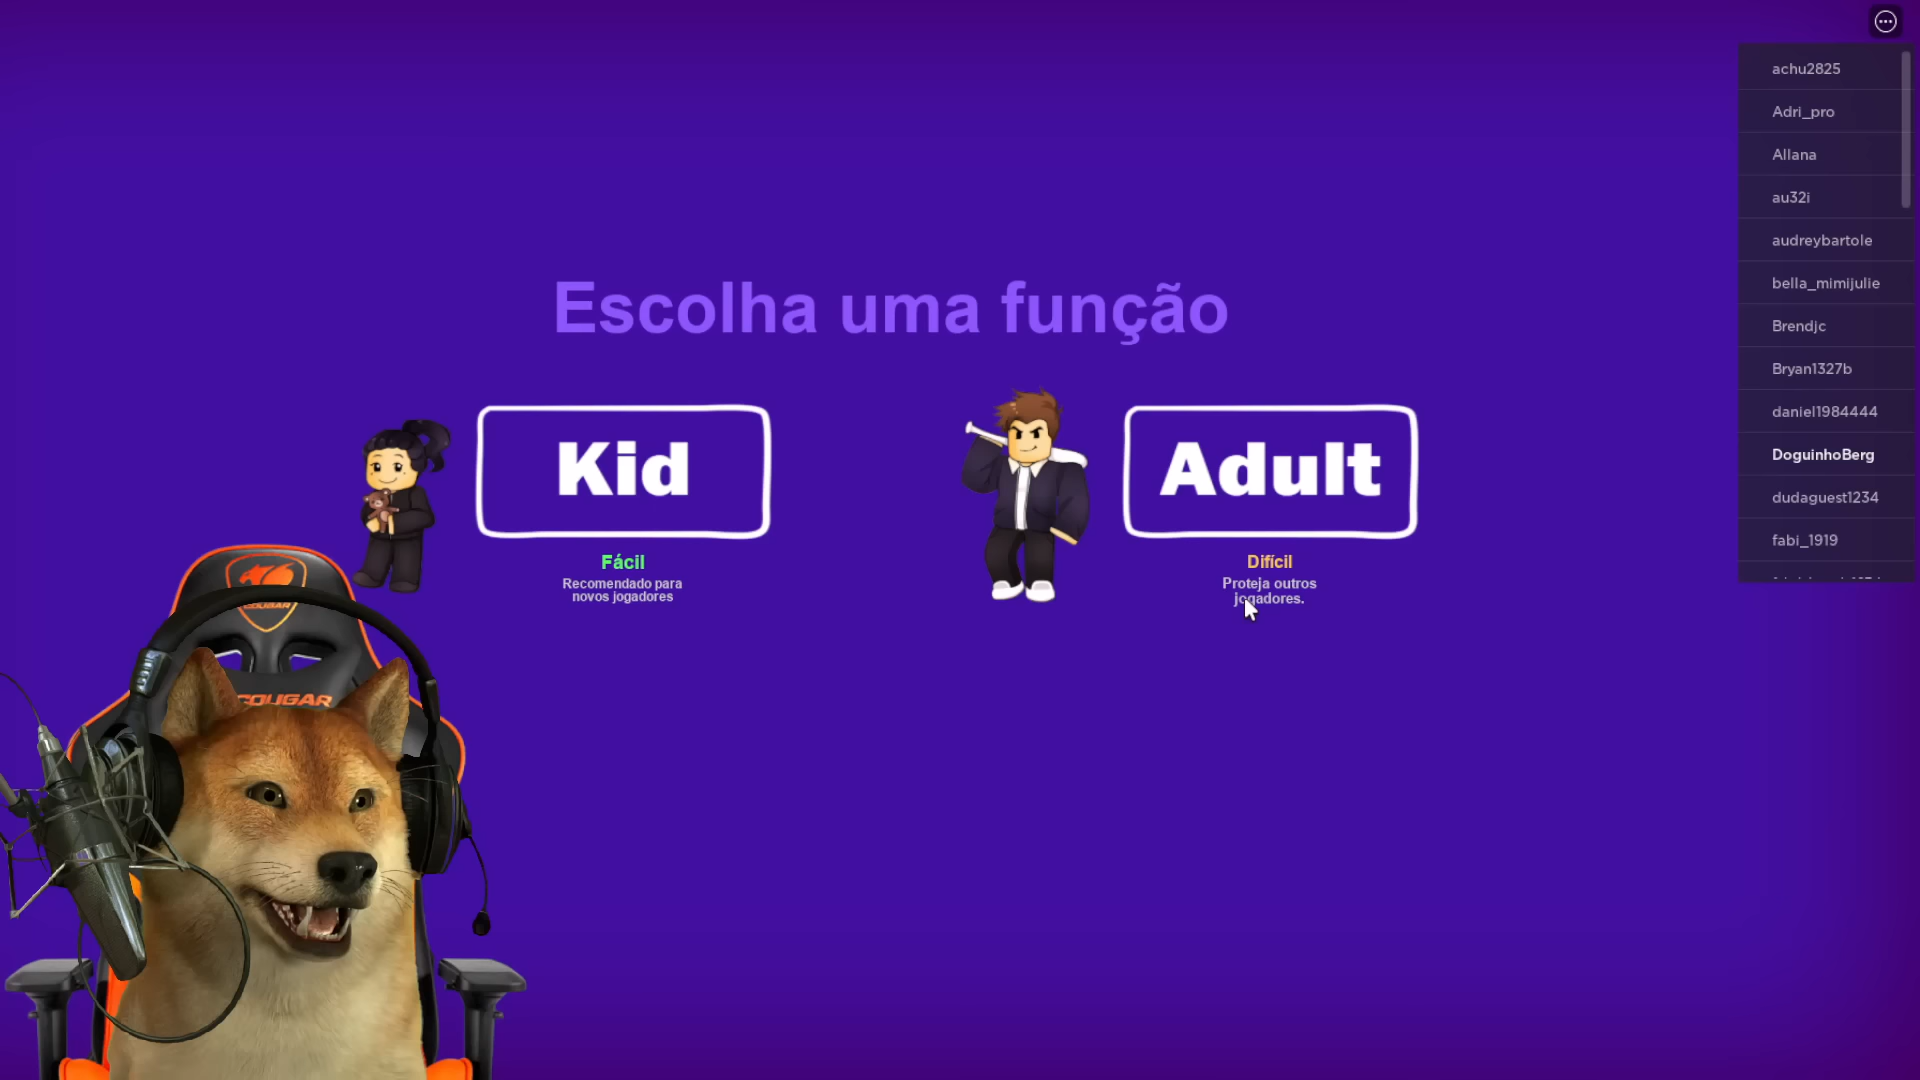 achu2825
Adri_pro
Allana
au32i
audreybartole
bella_mimijulie
Brendjc
Bryan1327b
daniel1984444
DoguinhoBerg
dudaguest1234
fabi_1919
Escolha uma função
Kid
Adult
Fácil
Recomendado para
novos jogadores
Difícil
Proteja outros
jogadores.
COUGAR
COUGAR